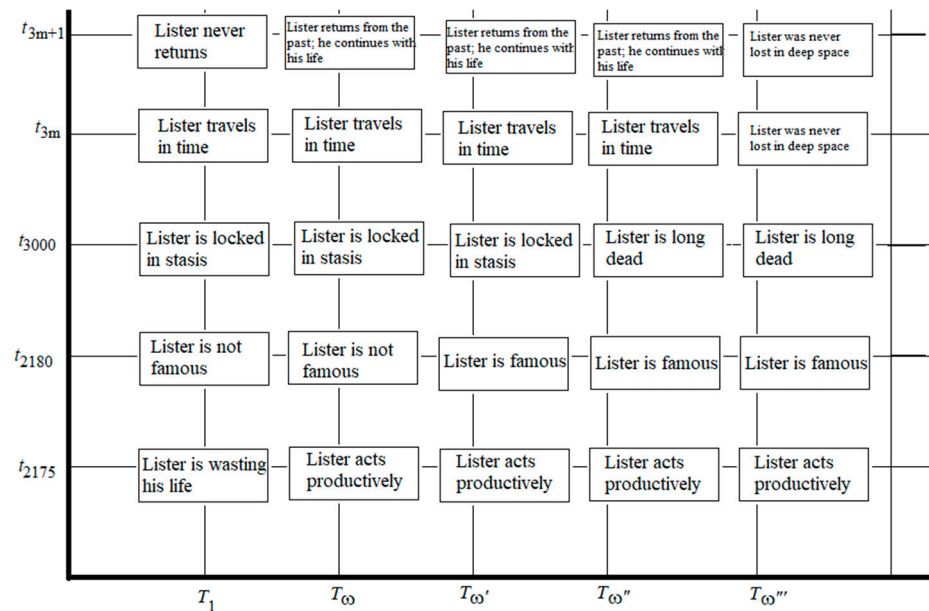 t3m+1
Lister never
returns
Lister returns from the
past; he continues with
his life
Lister returns from the
past; he continues with
his life
Lister returns from the
past; he continues with
his life
Lister was never
lost in deep space
t3m
Lister travels
in time
Lister travels
in time
Lister travels
in time
Lister travels
in time
Lister was never
lost in deep space
t3000
Lister is locked
in stasis
Lister is locked
in stasis
Lister is locked
in stasis
Lister is long
dead
Lister is long
dead
t2180
Lister is not
famous
Lister is not
famous
Lister is famous
Lister is famous
Lister is famous
t2175
Lister is wasting
his life
Lister acts
productively
Lister acts
productively
Lister acts
productively
Lister acts
productively
T1
Tω
Tω'
Tω"
Tω'"